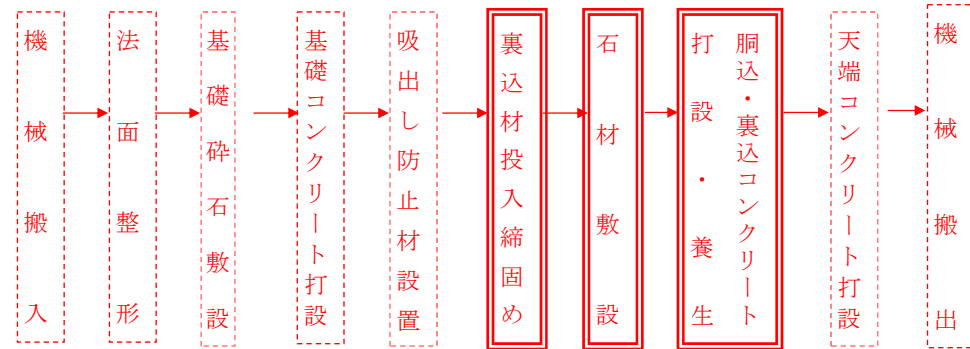 機械搬入
法面整形
基礎砕石敷設
基礎コンクリート打設
吸出し防止材設置
裏込材投入締固め
石材敷設
胴込・裏込コンクリート
打設・養生
天端コンクリート打設
機械搬出